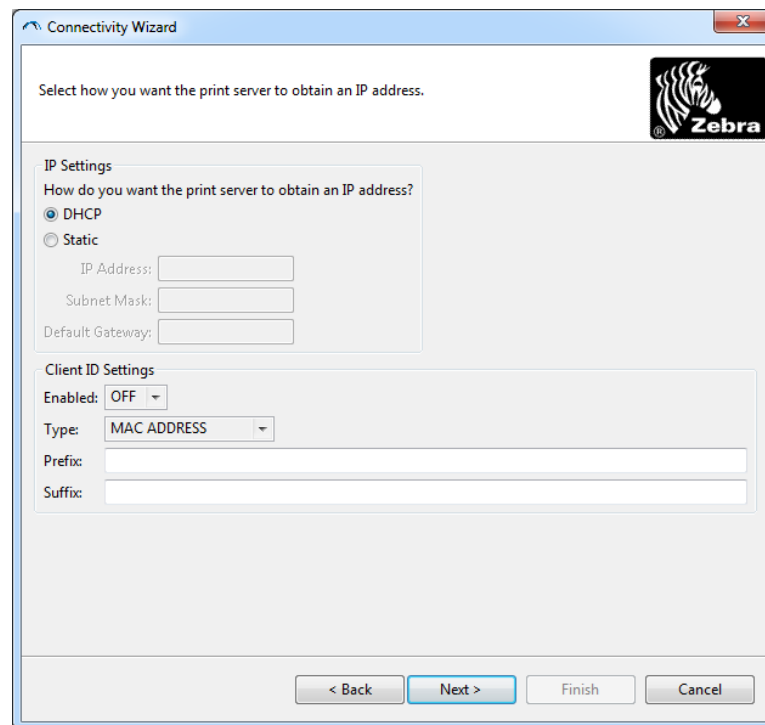 Connectivity Wizard
Select how you want the print server to obtain an IP address.
® Zebra
IP Settings
How do you want the print server to obtain an IP address?
DHCP
Static
IP Address:
Subnet Mask:
Default Gateway:
Client ID Settings
Enabled: OFF
Type: MAC ADDRESS
Prefix:
Suffix:
< Back Next > Finish Cancel